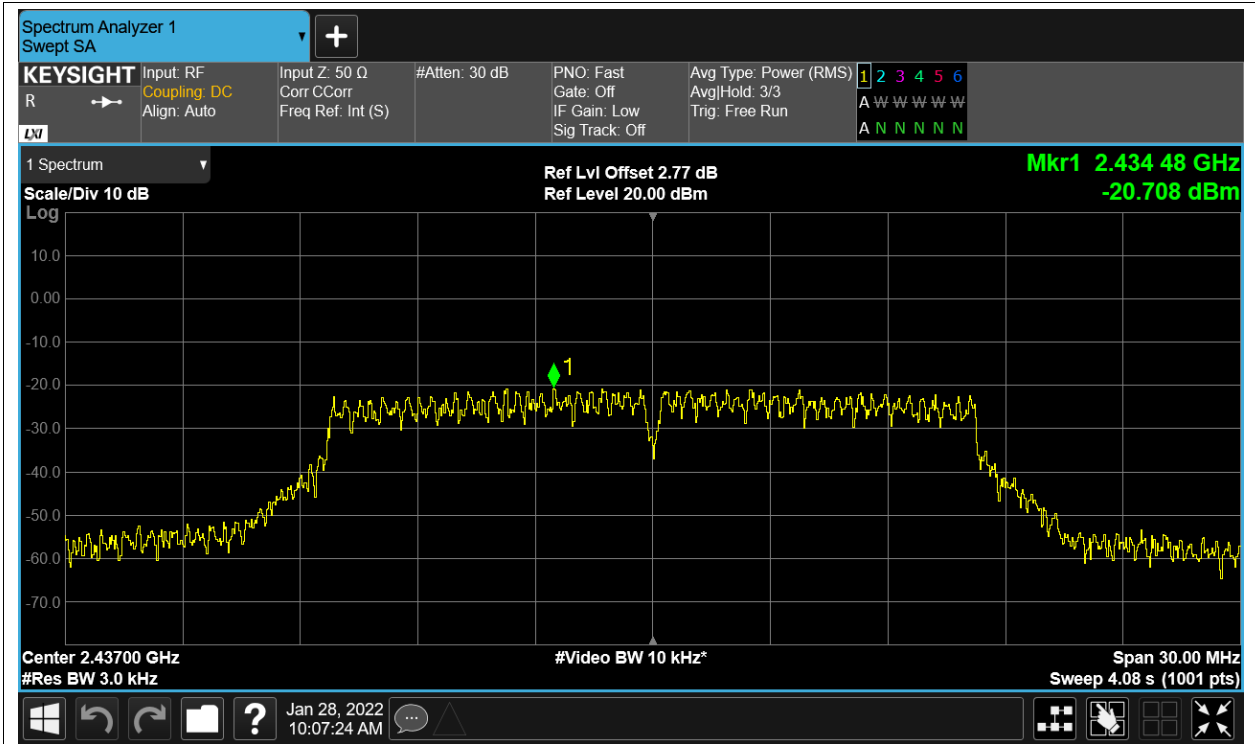 Spectrum Analyzer 1
Swept SA
KEYSIGHT
R
LXI
Input: RF
Coupling: DC
Align: Auto
Input Z: 50 Ω
Corr CCorr
Freq Ref: Int (S)
#Atten: 30 dB
PNO: Fast
Gate: Off
IF Gain: Low
Sig Track: Off
Avg Type: Power (RMS)
Avg|Hold: 3/3
Trig: Free Run
1 2 3 4 5 6
A W W W W W
A N N N N N
1 Spectrum
Scale/Div 10 dB
Ref Lvl Offset 2.77 dB
Ref Level 20.00 dBm
Mkr1 2.434 48 GHz
-20.708 dBm
Log
10.0
0.00
-10.0
-20.0
-30.0
-40.0
-50.0
-60.0
-70.0
1
Center 2.43700 GHz
#Res BW 3.0 kHz
#Video BW 10 kHz*
Span 30.00 MHz
Sweep 4.08 s (1001 pts)
?
Jan 28, 2022
10:07:24 AM